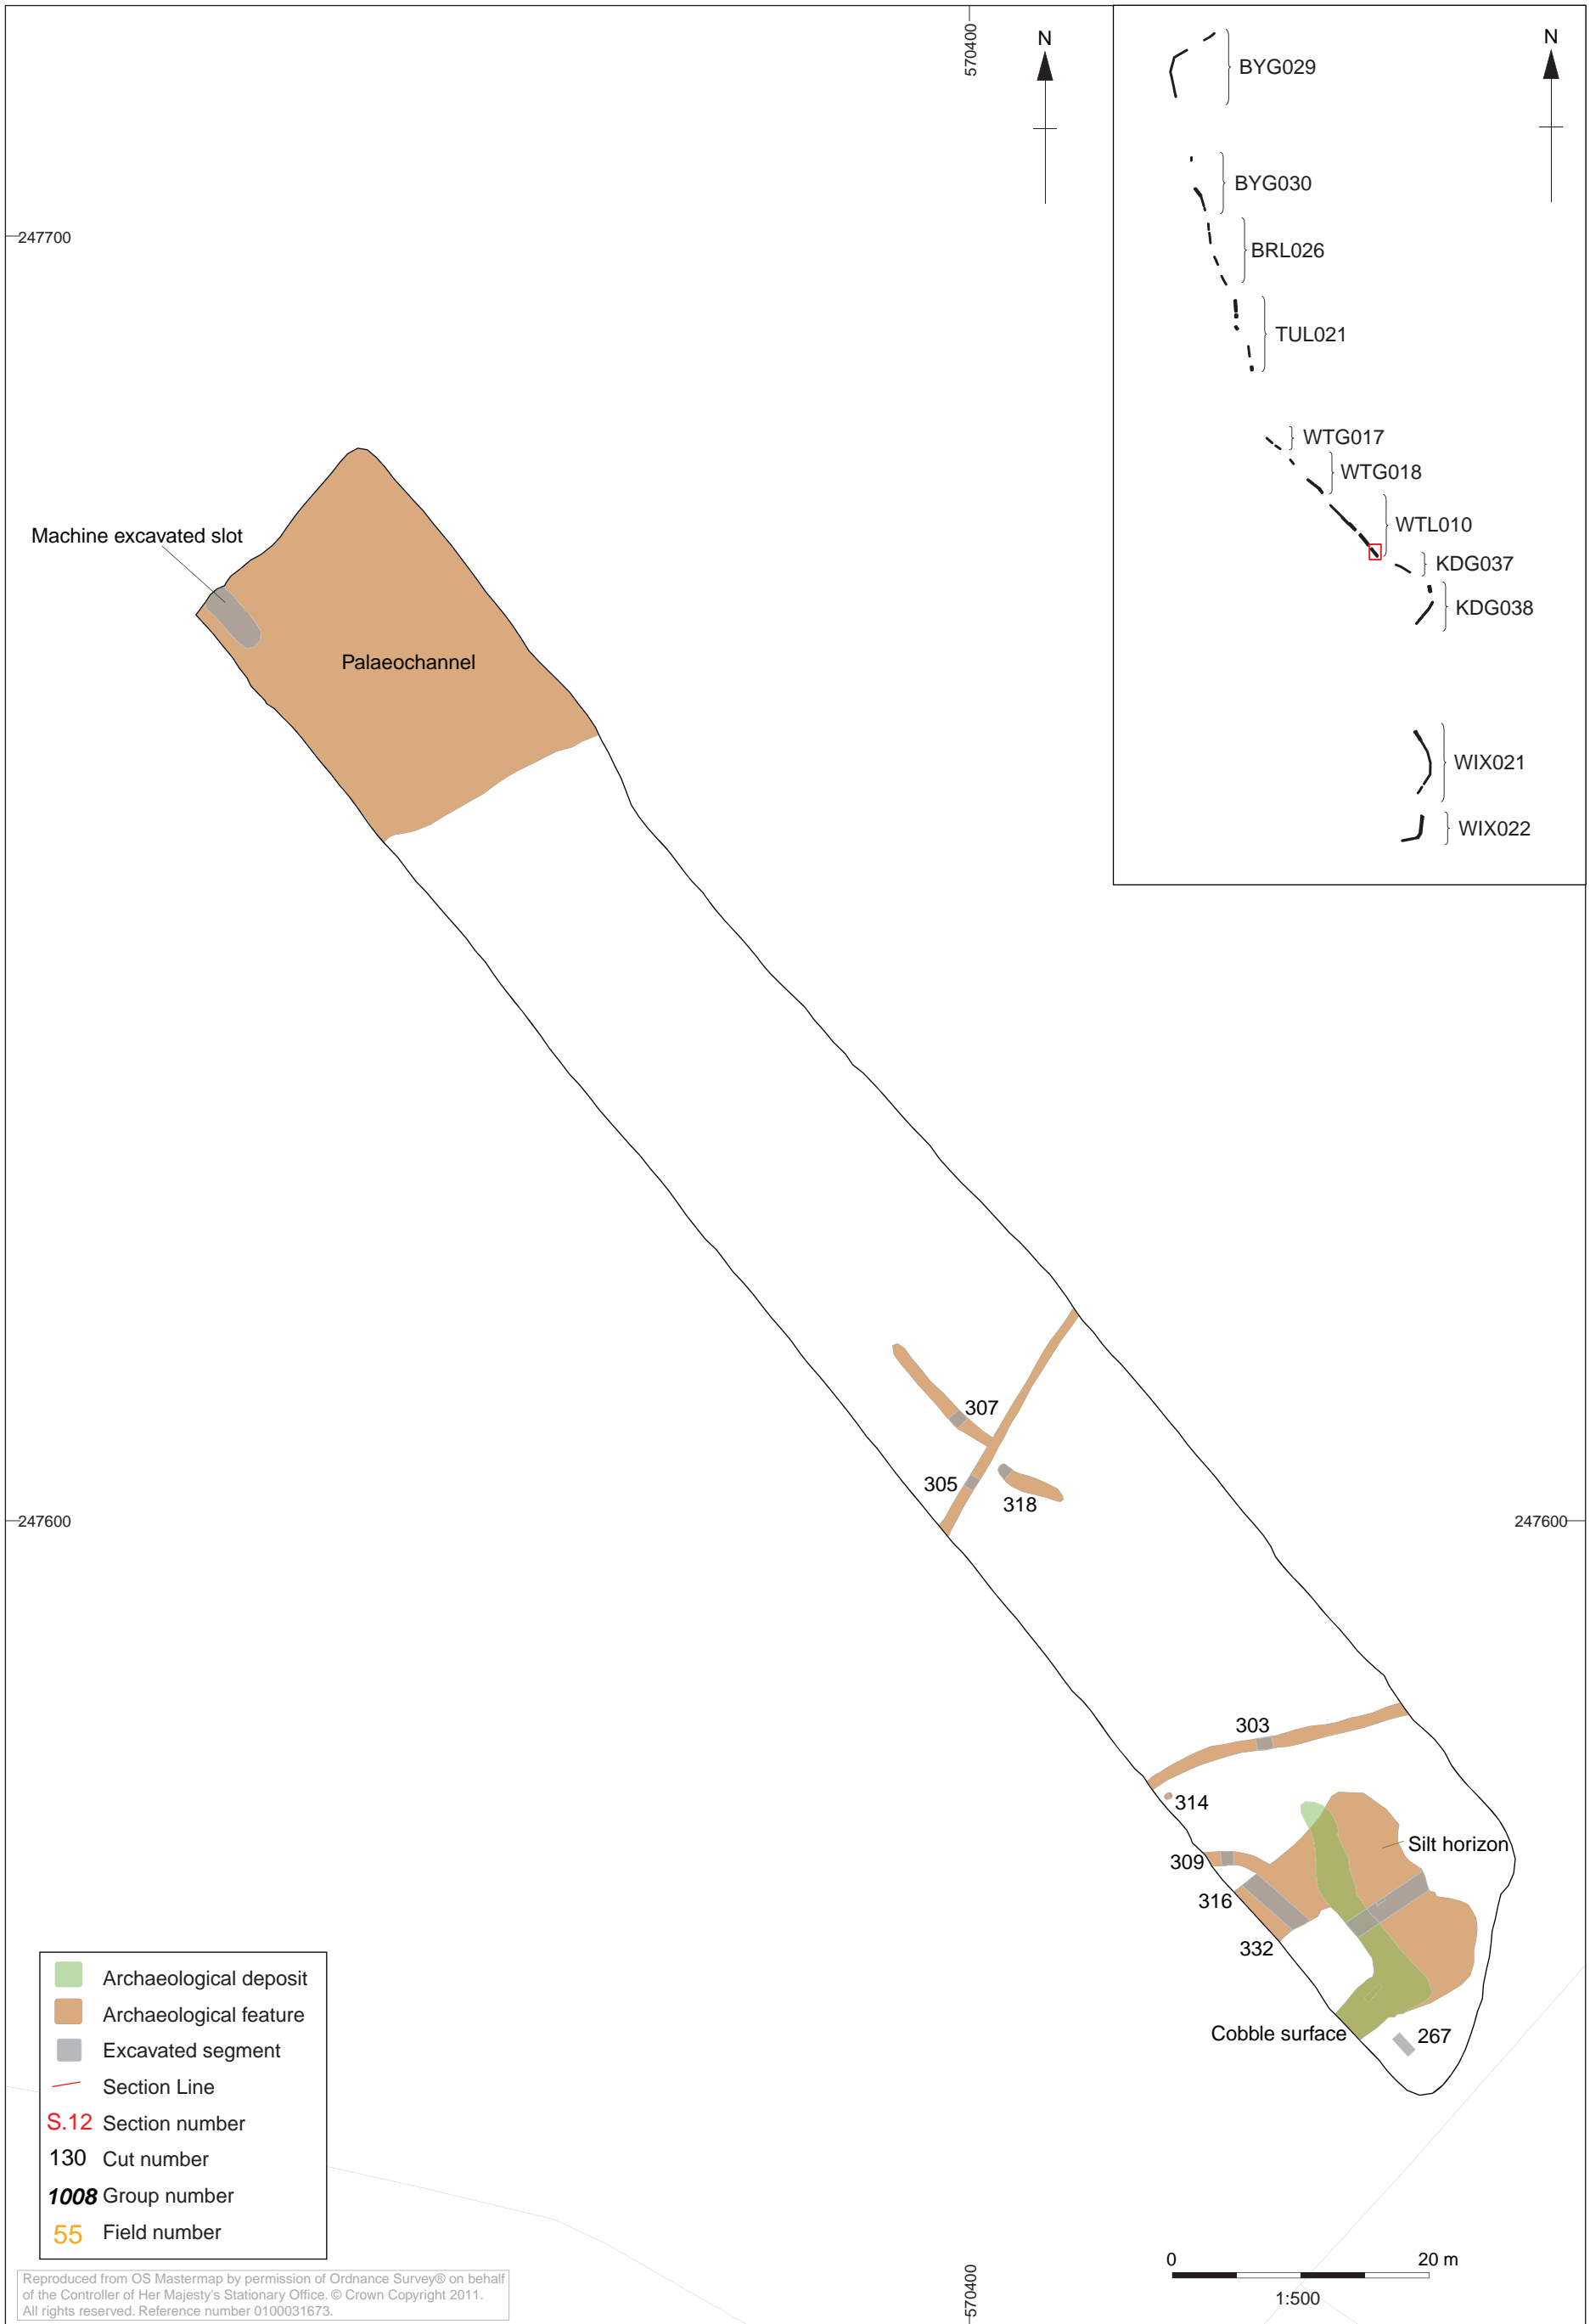 570400
N
N
BYG029
BYG030
BRL026
TUL021
WTG017
WTG018
WTL010
KDG037
KDG038
WIX021
WIX022
247700
Machine excavated slot
Palaeochannel
307
305
318
247600
247600
303
314
Silt horizon
309
316
332
Cobble surface
267
Archaeological deposit
Archaeological feature
Excavated segment
Section Line
S.12 Section number
130 Cut number
1008 Group number
55 Field number
0 20 m
1:500
570400
Reproduced from OS Mastermap by permission of Ordnance Survey® on behalf
of the Controller of Her Majesty's Stationary Office. © Crown Copyright 2011.
All rights reserved. Reference number 0100031673.